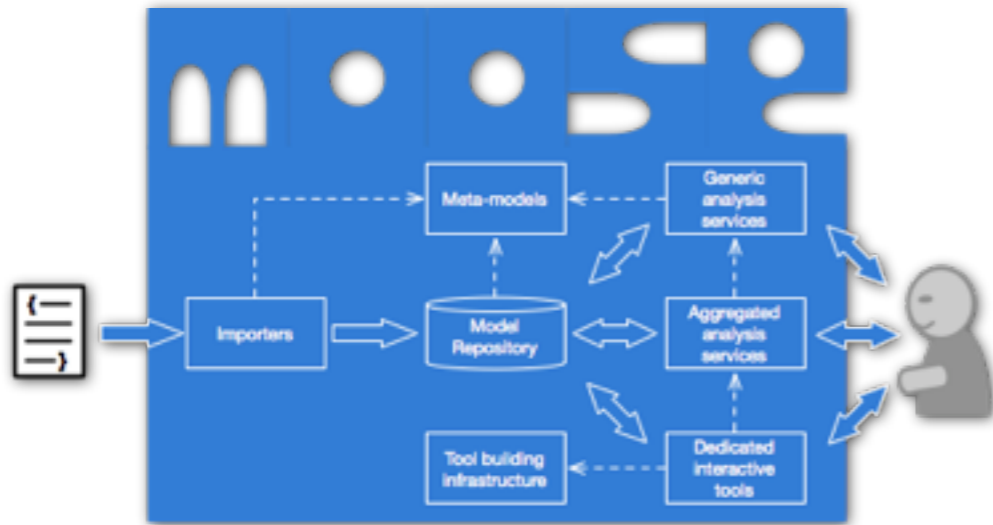 Meta-models
Generic
analysis
services
{
}
Importers
Model
Repository
Aggregated
analysis
services
Tool building
infrastructure
Dedicated
interactive
tools